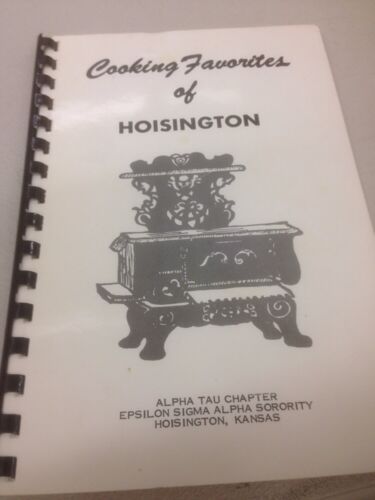 Cooking Favorites
of
HOISINGTON
ALPHA TAU CHAPTER
EPSILON SIGMA ALPHA SORORITY
HOISINGTON, KANSAS